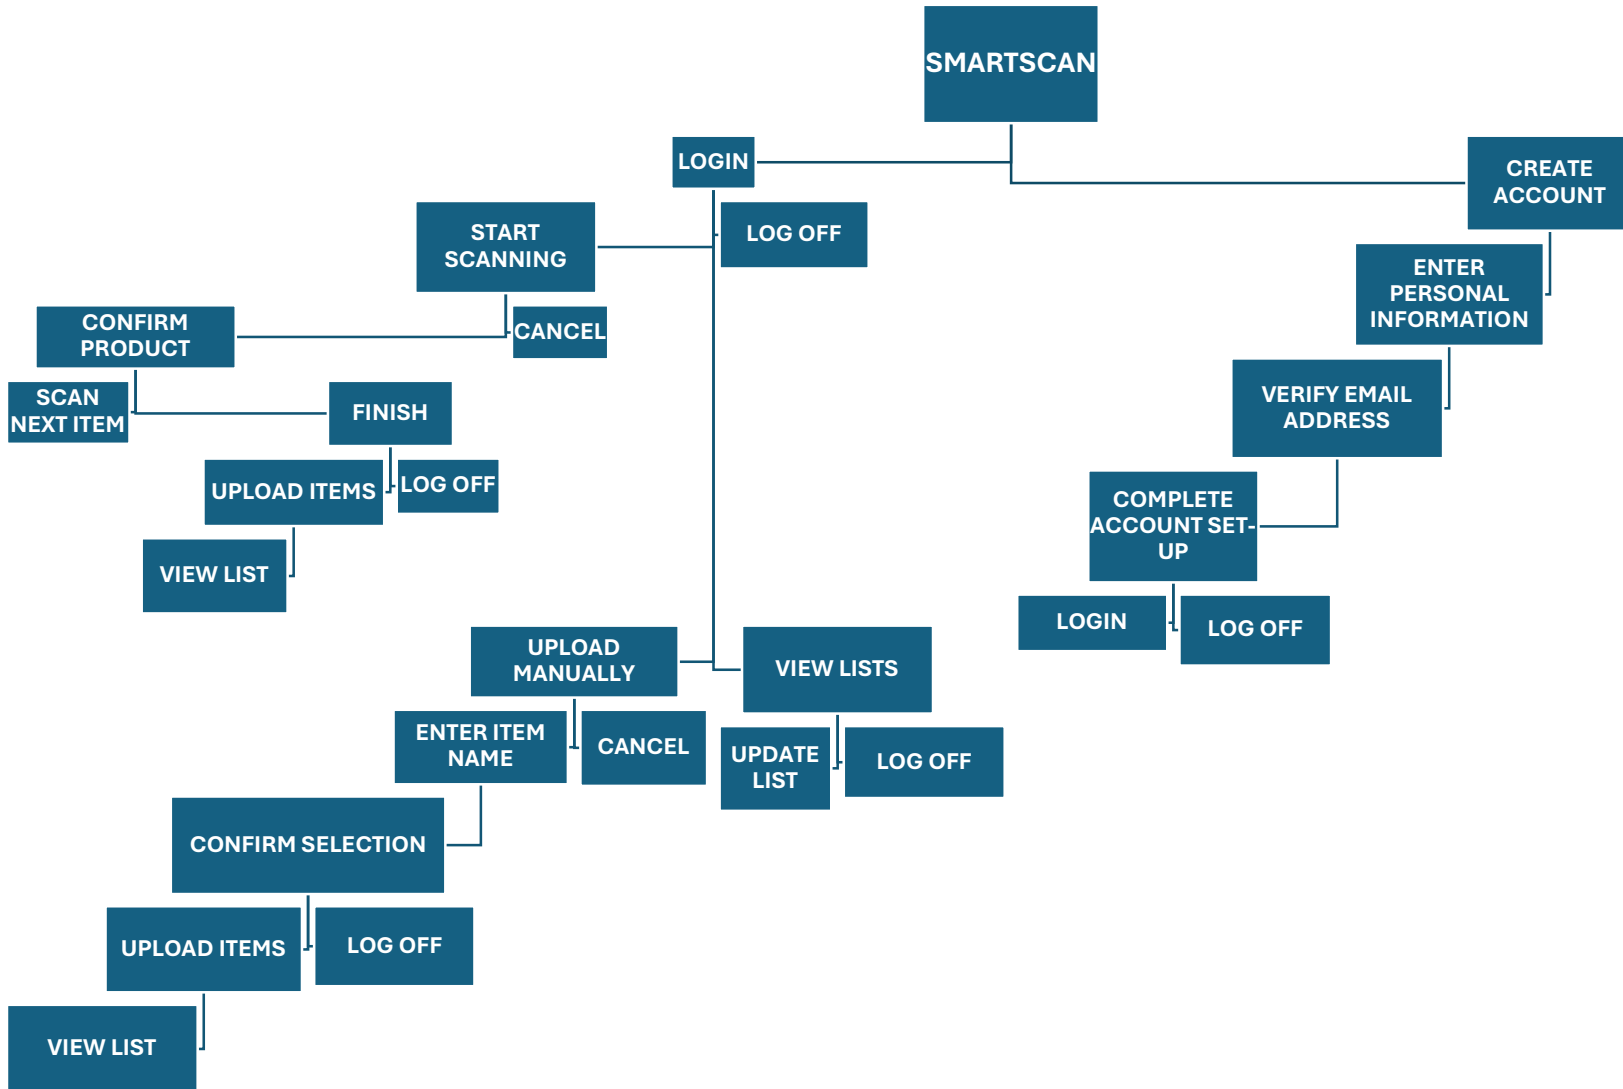 SMARTSCAN
LOGIN
CREATE
ACCOUNT
START
SCANNING
LOG OFF
ENTER
PERSONAL
INFORMATION
CONFIRM
PRODUCT
CANCEL
SCAN
NEXT ITEM
FINISH
VERIFY EMAIL
ADDRESS
UPLOAD ITEMS
LOG OFF
COMPLETE
ACCOUNT SET-
UP
VIEW LIST
LOGIN
LOG OFF
UPLOAD
MANUALLY
VIEW LISTS
ENTER ITEM
NAME
CANCEL
UPDATE
LIST
LOG OFF
CONFIRM SELECTION
UPLOAD ITEMS
LOG OFF
VIEW LIST